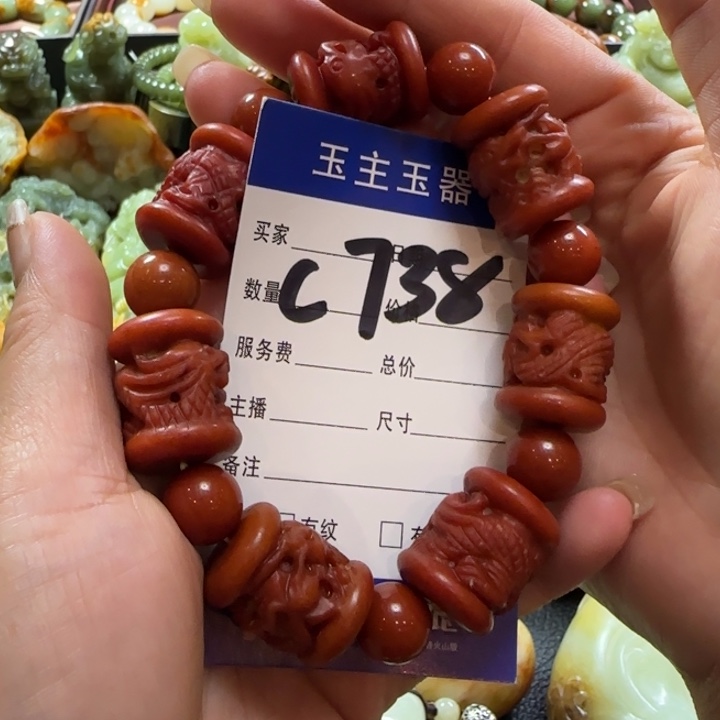 玉主玉器
买家
C738
数量
服务费 总价
主播 尺寸
备注
有纹